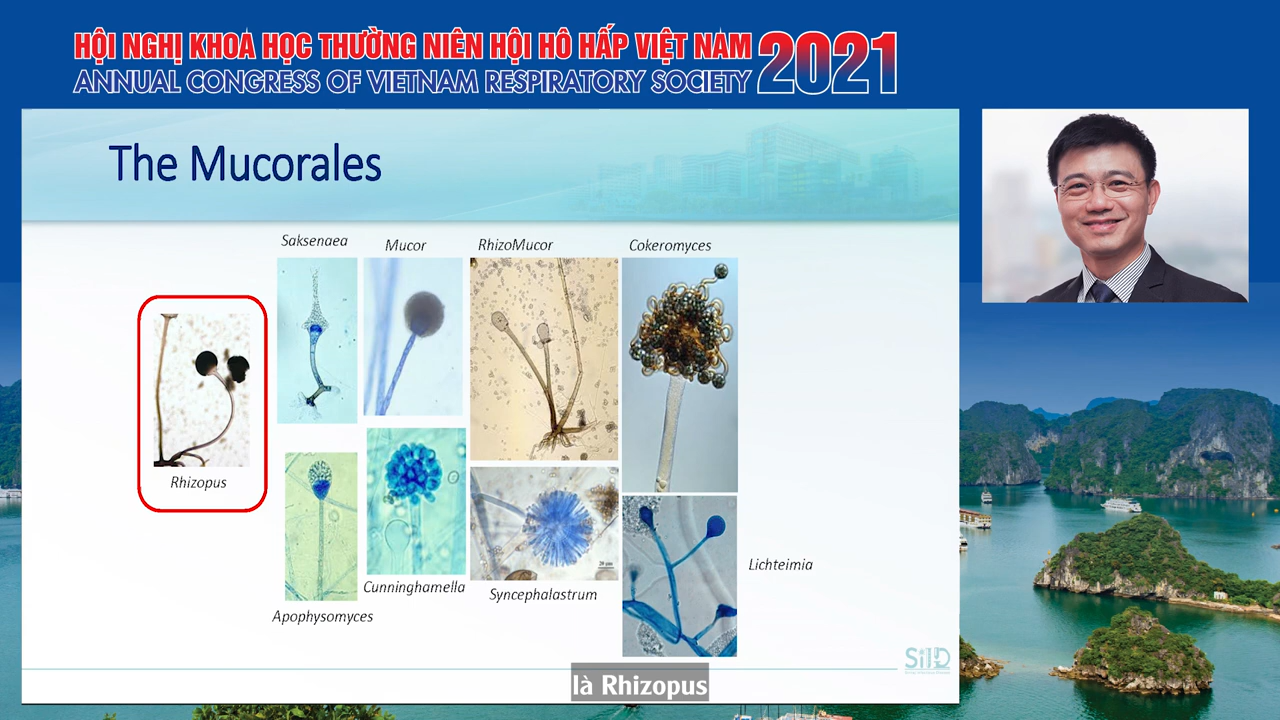 HỘI NGHỊ KHOA HỌC THƯỜNG NIÊN HỘI HÔ HẤP VIỆT NAM 2021
ANNUAL CONGRESS OF VIETNAM RESPIRATORY SOCIETY
The Mucorales
Saksenaea
Mucor
RhizoMucor
Cokeromyces
Rhizopus
Apophysomyces
Cunninghamella
Syncephalastrum
Lichteimia
là Rhizopus